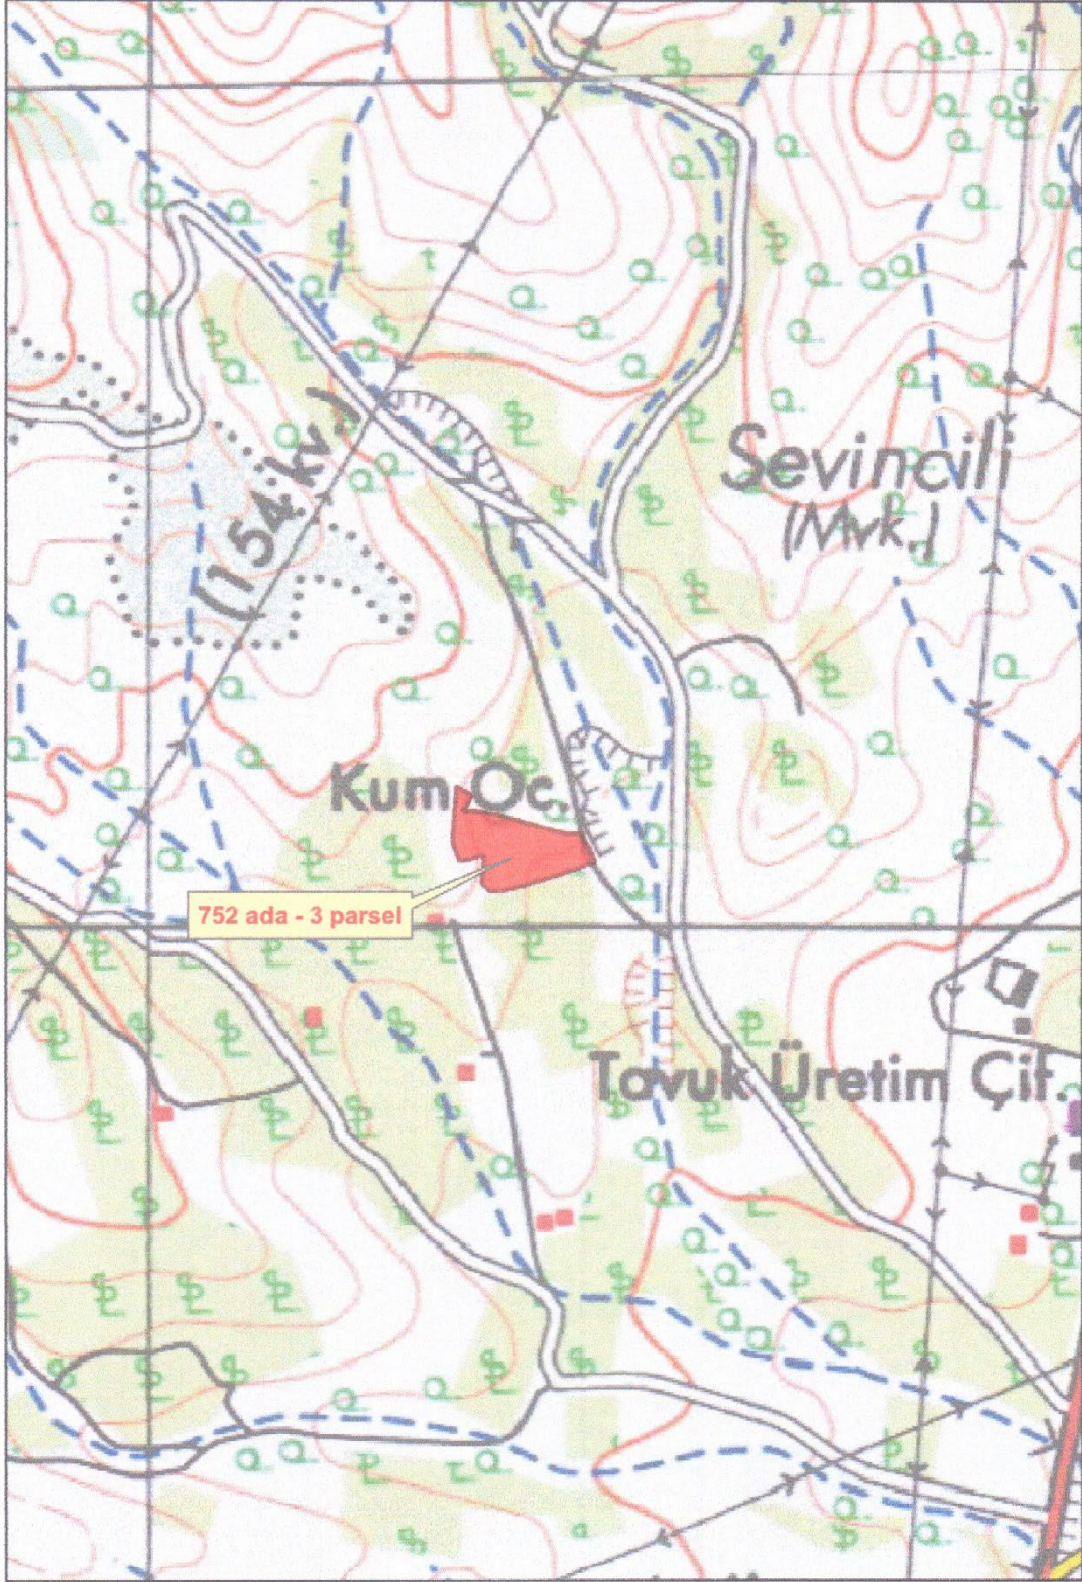 (154 kv.)
Sevincili
(Mvk.)
Kum Oc.
752 ada - 3 parsel
Tavuk Üretim Çif.